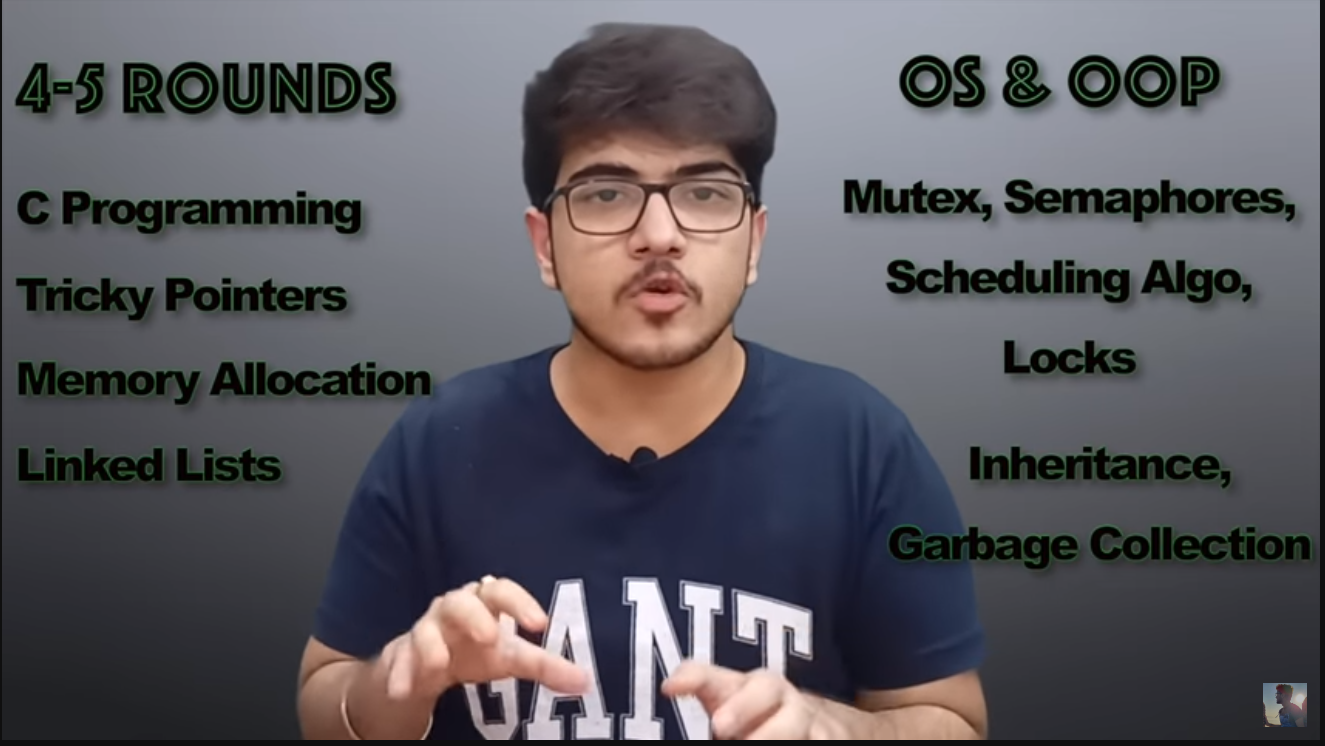 4-5 ROUNDS
C Programming
Tricky Pointers
Memory Allocation
Linked Lists
OS & OOP
Mutex, Semaphores,
Scheduling Algo,
Locks
Inheritance,
Garbage Collection
GANT